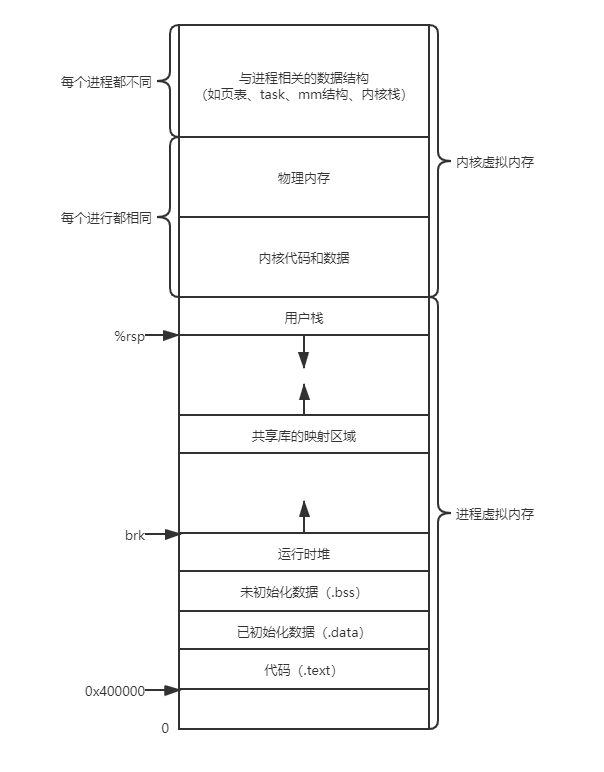 每个进程都不同
与进程相关的数据结构
（如页表、task、mm结构、内核栈）
内核虚拟内存
物理内存
每个进行都相同
内核代码和数据
用户栈
%rsp
共享库的映射区域
进程虚拟内存
brk
运行时堆
未初始化数据（.bss）
已初始化数据（.data）
代码（.text）
0x400000
0